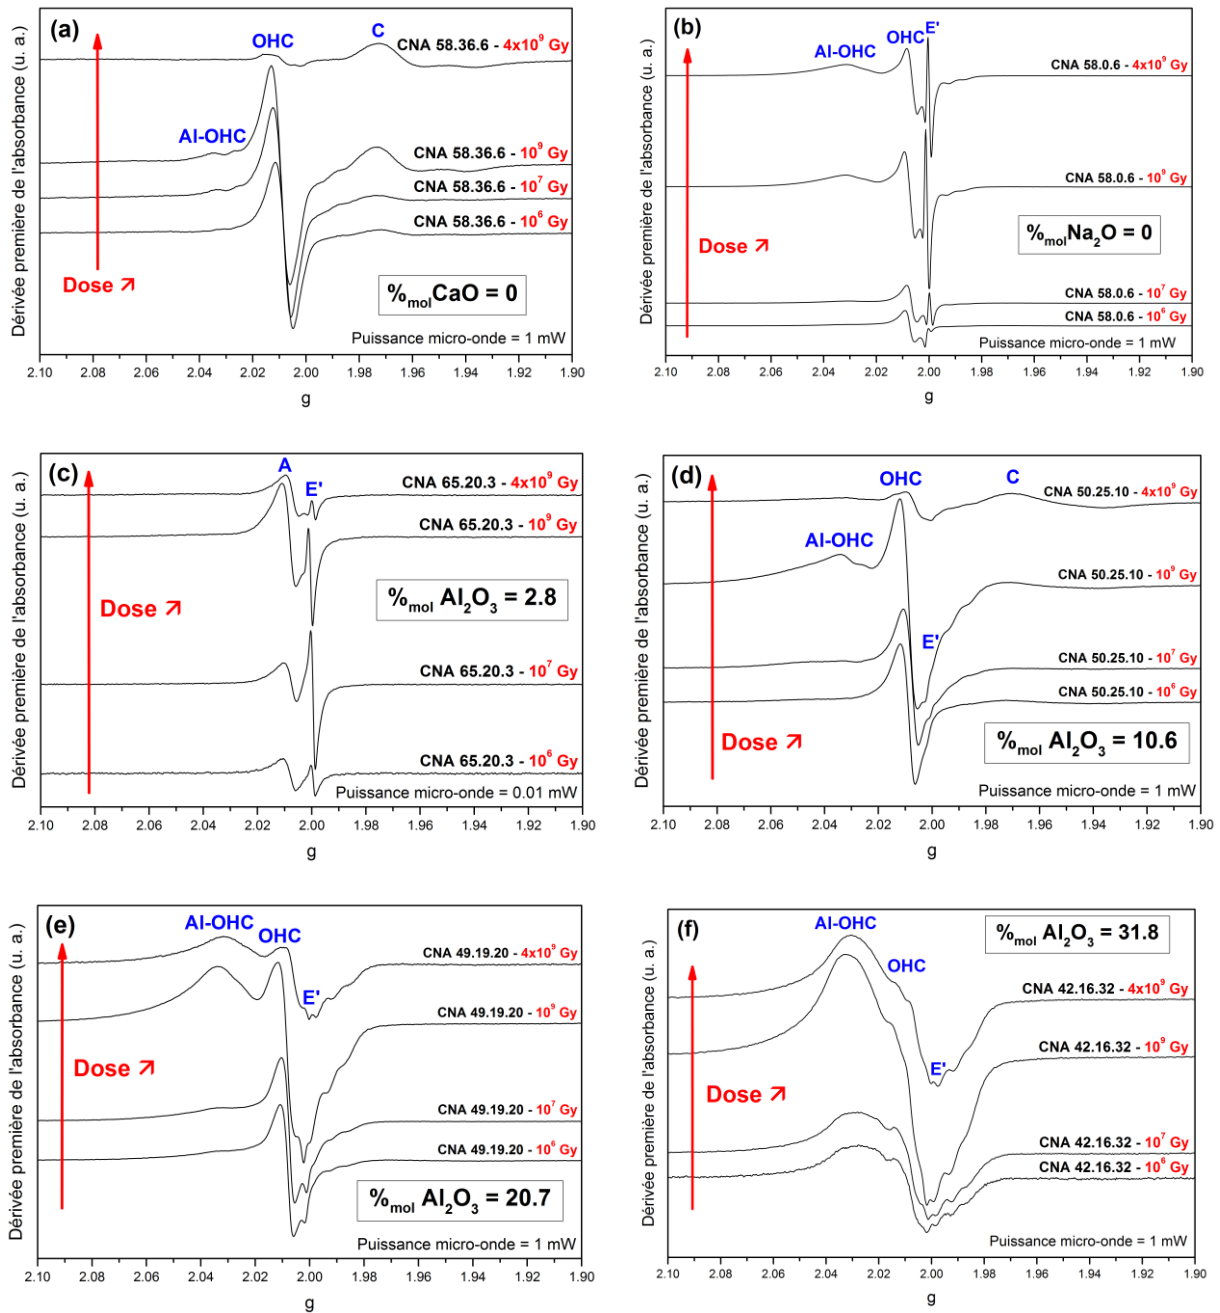 (a)
OHC
C
CNA 58.36.6 - 4x10⁹ Gy
Al-OHC
CNA 58.36.6 - 10⁹ Gy
CNA 58.36.6 - 10⁷ Gy
CNA 58.36.6 - 10⁶ Gy
Dose ↗
%molCaO = 0
Puissance micro-onde = 1 mW
Dérivée première de l'absorbance (u. a.)
2.10 2.08 2.06 2.04 2.02 2.00 1.98 1.96 1.94 1.92 1.90
g
(b)
OHC E'
Al-OHC
CNA 58.0.6 - 4x10⁹ Gy
CNA 58.0.6 - 10⁹ Gy
%molNa₂O = 0
Dose ↗
CNA 58.0.6 - 10⁷ Gy
CNA 58.0.6 - 10⁶ Gy
Puissance micro-onde = 1 mW
Dérivée première de l'absorbance (u. a.)
2.10 2.08 2.06 2.04 2.02 2.00 1.98 1.96 1.94 1.92 1.90
g
(c)
A
E'
CNA 65.20.3 - 4x10⁹ Gy
CNA 65.20.3 - 10⁹ Gy
%mol Al₂O₃ = 2.8
Dose ↗
CNA 65.20.3 - 10⁷ Gy
CNA 65.20.3 - 10⁶ Gy
Puissance micro-onde = 0.01 mW
Dérivée première de l'absorbance (u. a.)
2.10 2.08 2.06 2.04 2.02 2.00 1.98 1.96 1.94 1.92 1.90
g
(d)
OHC
C
CNA 50.25.10 - 4x10⁹ Gy
Al-OHC
CNA 50.25.10 - 10⁹ Gy
E'
CNA 50.25.10 - 10⁷ Gy
CNA 50.25.10 - 10⁶ Gy
Dose ↗
%mol Al₂O₃ = 10.6
Puissance micro-onde = 1 mW
Dérivée première de l'absorbance (u. a.)
2.10 2.08 2.06 2.04 2.02 2.00 1.98 1.96 1.94 1.92 1.90
g
(e)
Al-OHC
OHC
CNA 49.19.20 - 4x10⁹ Gy
E'
CNA 49.19.20 - 10⁹ Gy
Dose ↗
CNA 49.19.20 - 10⁷ Gy
CNA 49.19.20 - 10⁶ Gy
%mol Al₂O₃ = 20.7
Puissance micro-onde = 1 mW
Dérivée première de l'absorbance (u. a.)
2.10 2.08 2.06 2.04 2.02 2.00 1.98 1.96 1.94 1.92 1.90
g
(f)
%mol Al₂O₃ = 31.8
Al-OHC
OHC
CNA 42.16.32 - 4x10⁹ Gy
CNA 42.16.32 - 10⁹ Gy
E'
Dose ↗
CNA 42.16.32 - 10⁷ Gy
CNA 42.16.32 - 10⁶ Gy
Puissance micro-onde = 1 mW
Dérivée première de l'absorbance (u. a.)
2.10 2.08 2.06 2.04 2.02 2.00 1.98 1.96 1.94 1.92 1.90
g